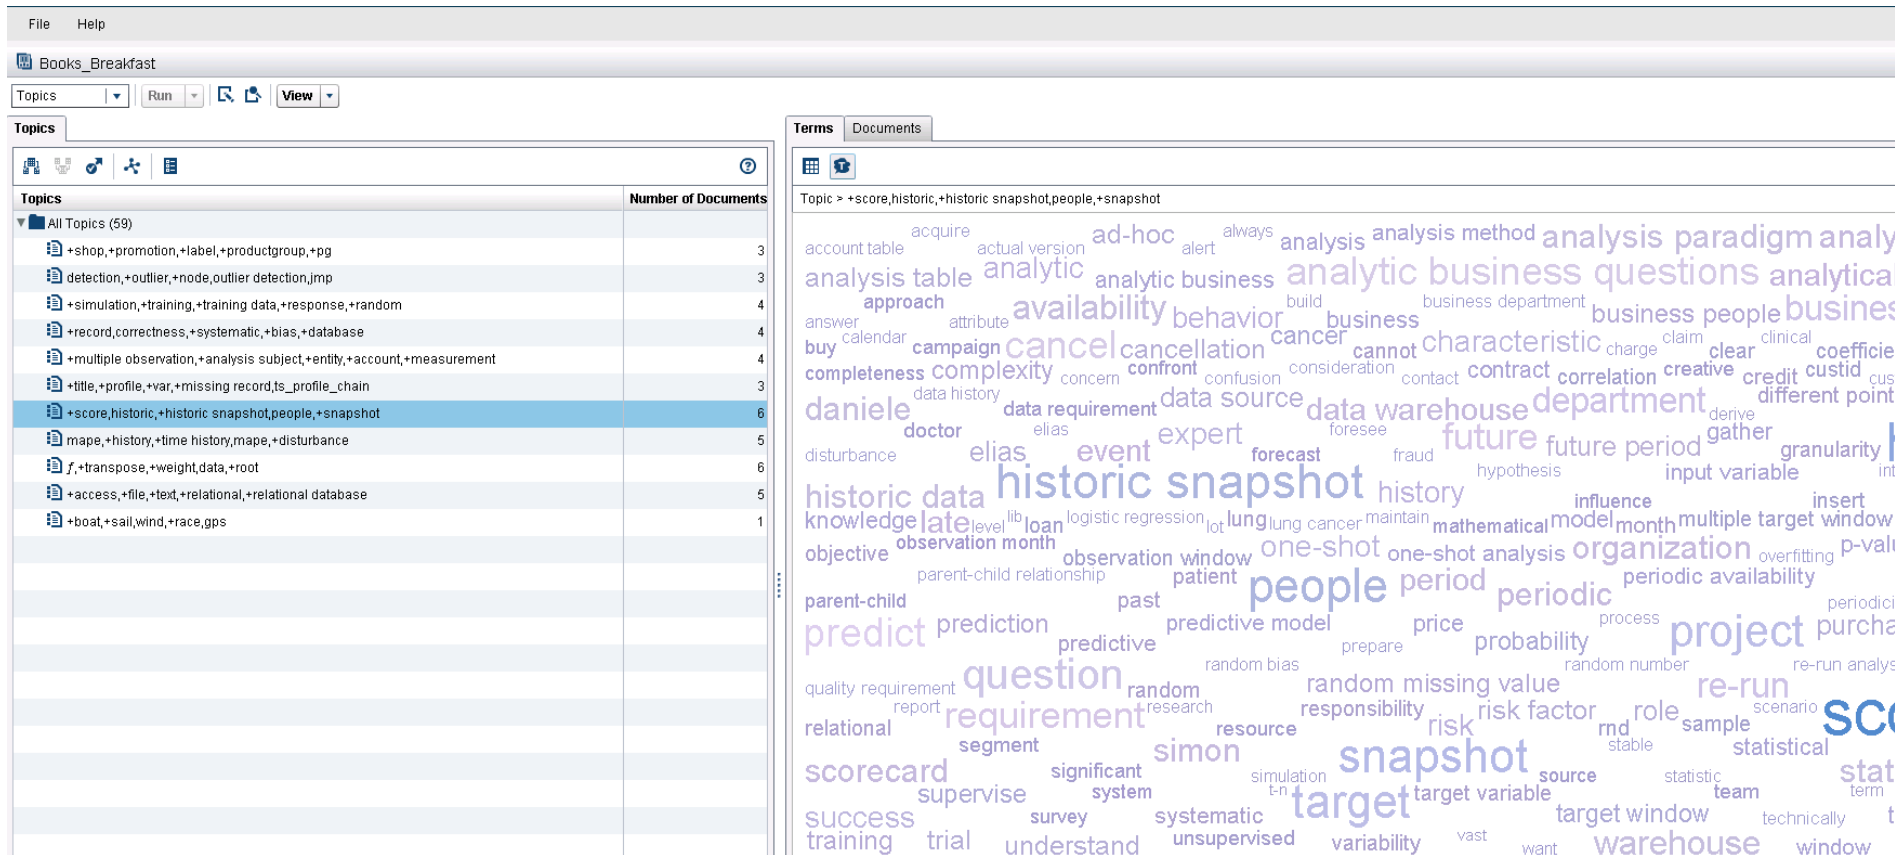 File Help
Books_Breakfast
Topics Run View
Topics
Topics Number of Documents
All Topics (59)
+shop,+promotion,+label,+productgroup,+pg 3
detection,+outlier,+node,outlier detection,jmp 3
+simulation,+training,+training data,+response,+random 4
+record,correctness,+systematic,+bias,+database 4
+multiple observation,+analysis subject,+entity,+account,+measurement 4
+title,+profile,+var,+missing record,ts_profile_chain 3
+score,historic,+historic snapshot,people,+snapshot 6
mape,+history,+time history,mape,+disturbance 5
ƒ,+transpose,+weight,data,+root 6
+access,+file,+text,+relational,+relational database 5
+boat,+sail,wind,+race,gps 1
Terms Documents
Topic > +score,historic,+historic snapshot,people,+snapshot
account table acquire actual version ad-hoc alert always analysis analysis method analysis paradigm analy
analysis table analytic analytic business analytic business questions analytical
answer approach attribute availability behavior build business business department business people busines
buy calendar campaign cancel cancellation cancer cannot characteristic charge claim clear clinical coefficie
completeness complexity concern confront confusion consideration contact contract correlation creative credit custid cus
daniele data history data requirement data source data warehouse department derive different point
disturbance doctor elias elias event expert forecast foresee fraud future future period gather granularity h
historic data historic snapshot history hypothesis influence input variable insert int
knowledge late level lib loan logistic regression lot lung lung cancer maintain mathematical model month multiple target window
objective observation month observation window one-shot one-shot analysis organization overfitting p-valu
parent-child parent-child relationship past patient people period periodic periodic availability periodici
predict prediction predictive predictive model prepare price probability process project purcha
quality requirement question random random bias random missing value random number re-run re-run analys
relational report requirement research resource responsibility risk risk factor rnd role sample scenario sco
scorecard segment significant simon simulation snapshot source stable statistic statistical stat
success supervise survey system systematic t-n target target variable target window team technically term t
training trial understand unsupervised variability vast want warehouse window